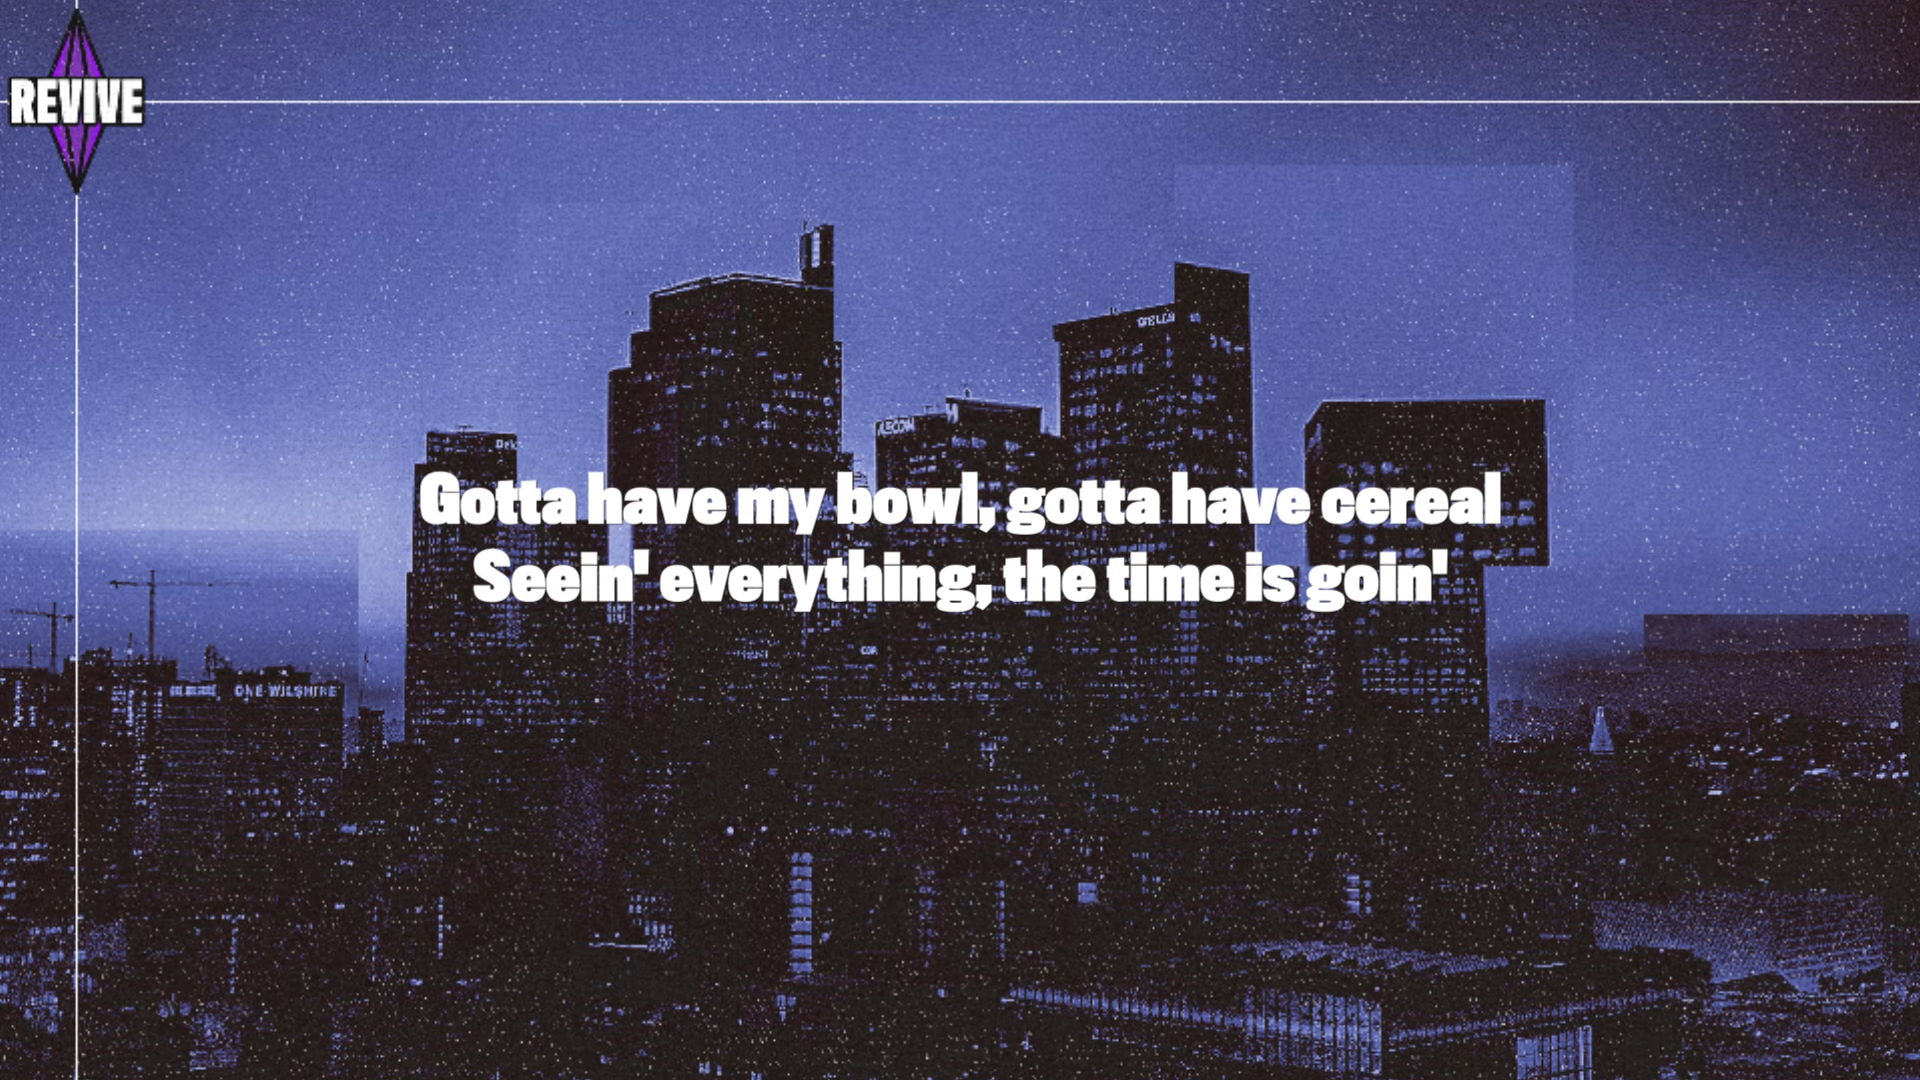 REVIVE
Gotta have my bowl, gotta have cereal
Seein' everything, the time is goin'
ONE WILSHIRE